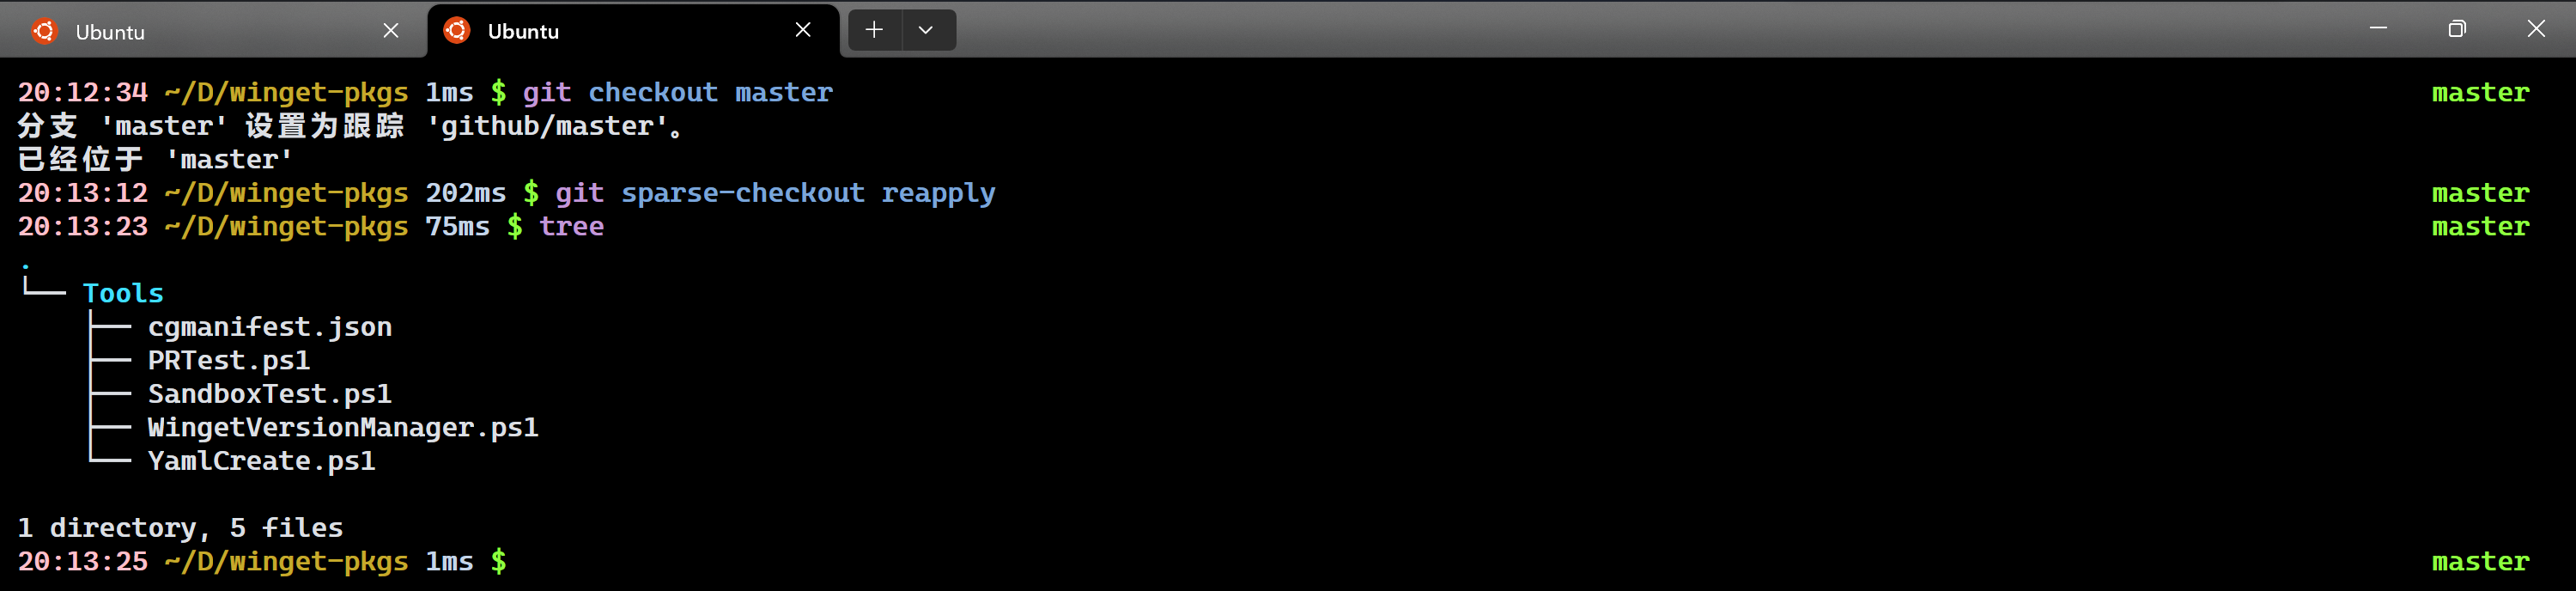 Ubuntu
Ubuntu
20:12:34 ~/D/winget-pkgs 1ms $ git checkout master master
分支 'master' 设置为跟踪 'github/master'。
已经位于 'master'
20:13:12 ~/D/winget-pkgs 202ms $ git sparse-checkout reapply master
20:13:23 ~/D/winget-pkgs 75ms $ tree master
.
└── Tools
    ├── cgmanifest.json
    ├── PRTest.ps1
    ├── SandboxTest.ps1
    ├── WingetVersionManager.ps1
    └── YamlCreate.ps1
1 directory, 5 files
20:13:25 ~/D/winget-pkgs 1ms $ master